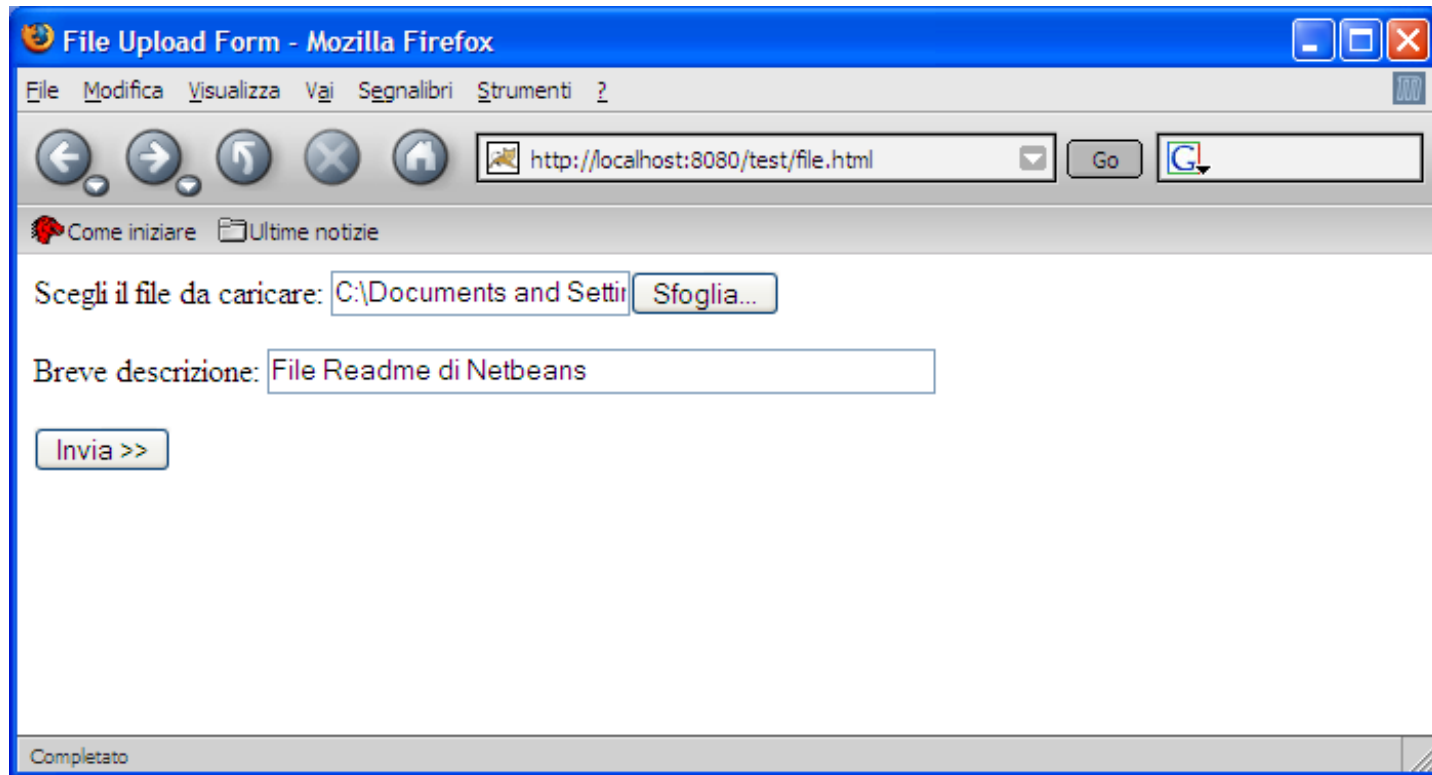 File Upload Form - Mozilla Firefox
File Modifica Visualizza Vai Segnalibri Strumenti ?
http://localhost:8080/test/file.html Go G
Come iniziare Ultime notizie
Scegli il file da caricare: C:\Documents and Settin Sfoglia...
Breve descrizione: File Readme di Netbeans
Invia >>
Completato